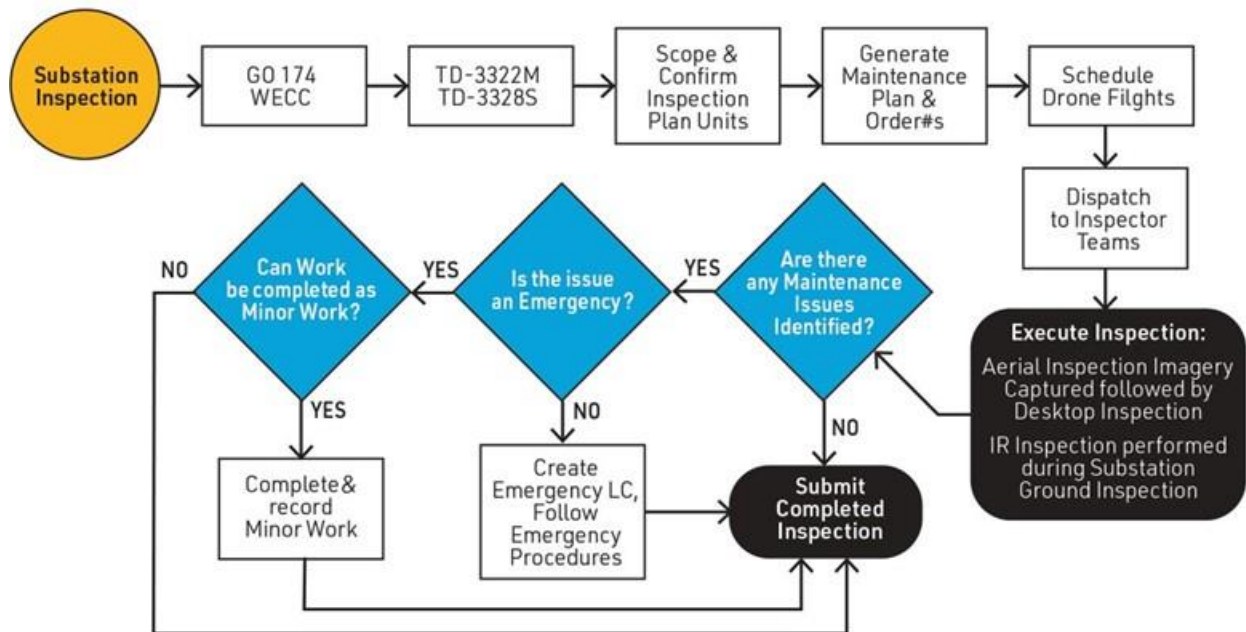 Substation
Inspection
GO 174
WECC
TD-3322M
TD-3328S
Scope &
Confirm
Inspection
Plan Units
Generate
Maintenance
Plan &
Order#s
Schedule
Drone Filghts
Dispatch
to Inspector
Teams
Execute Inspection:
Aerial Inspection Imagery
Captured followed by
Desktop Inspection
IR Inspection performed
during Substation
Ground Inspection
Are there
any Maintenance
Issues
Identified?
YES
NO
Is the issue
an Emergency?
YES
NO
Can Work
be completed as
Minor Work?
NO
YES
Complete &
record
Minor Work
Create
Emergency LC,
Follow
Emergency
Procedures
Submit
Completed
Inspection